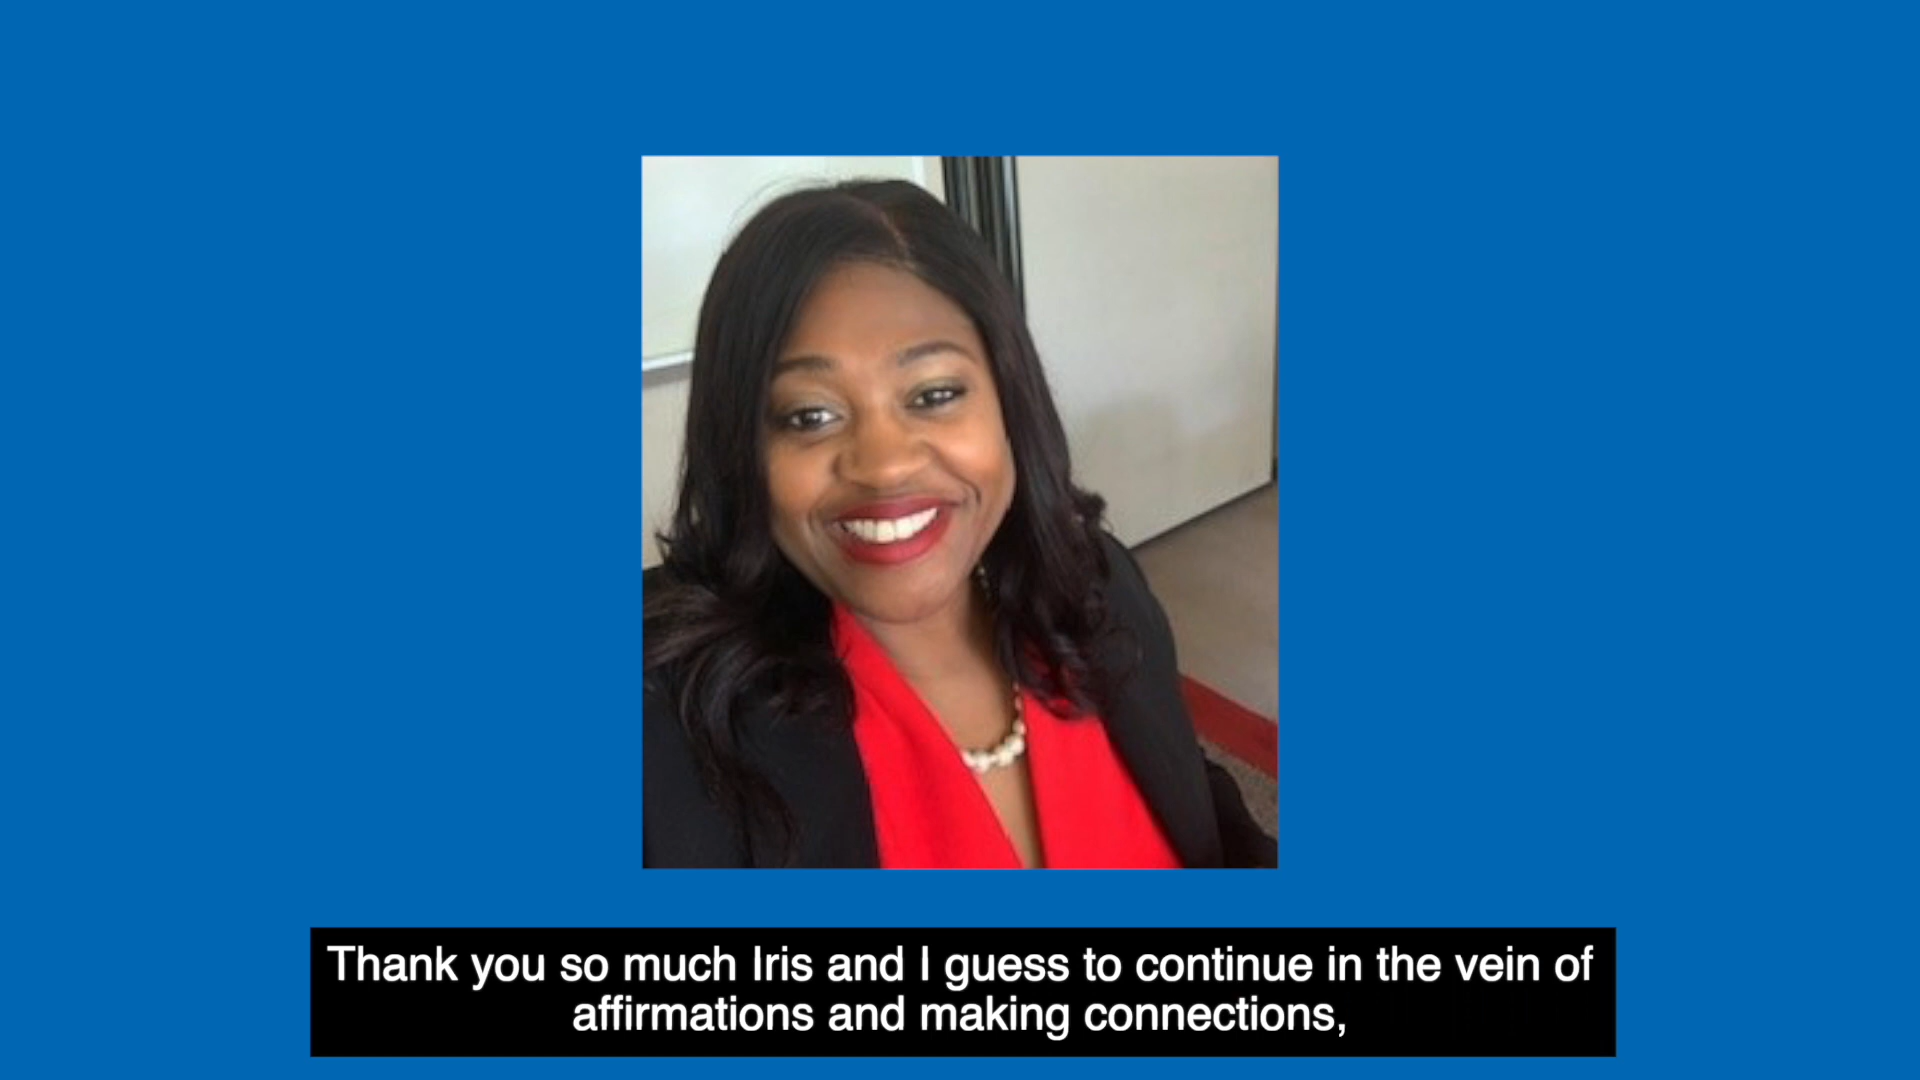 Thank you so much Iris and I guess to continue in the vein of
affirmations and making connections,